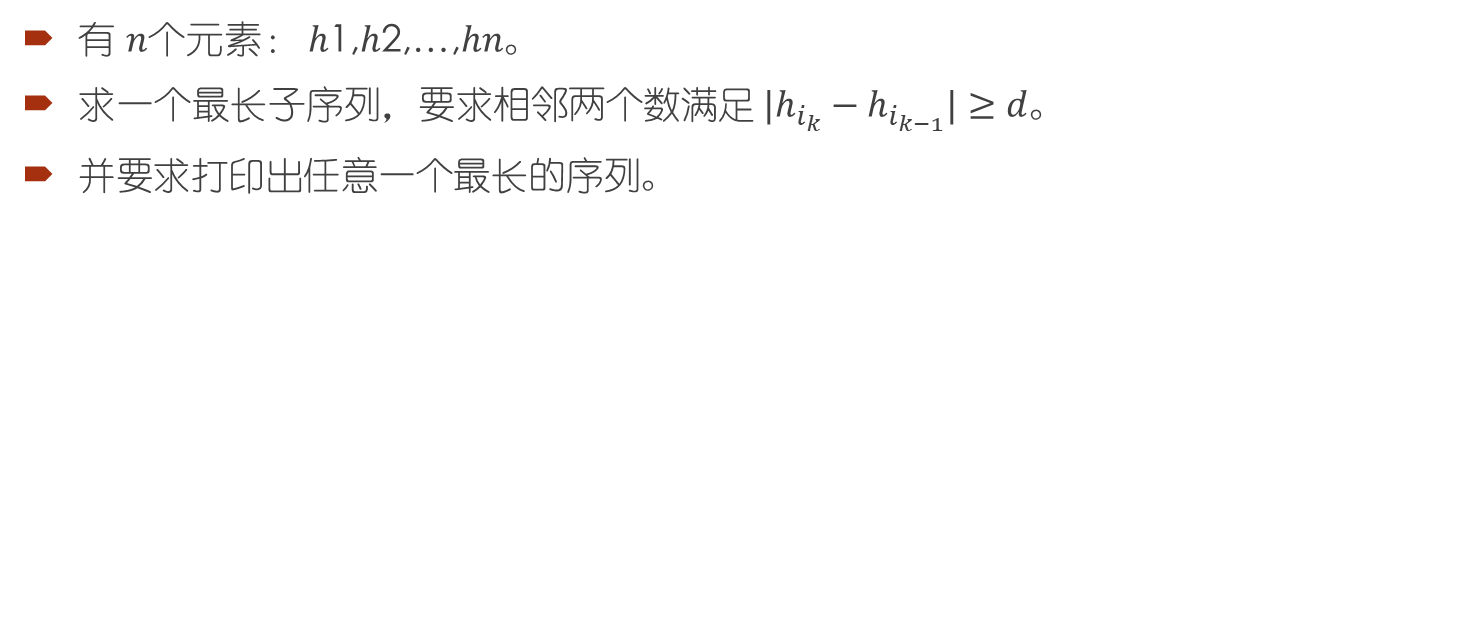 有 n个元素： h1,h2,...,hn。
求一个最长子序列，要求相邻两个数满足 |h_{i_k} − h_{i_{k−1}}| ≥ d。
并要求打印出任意一个最长的序列。